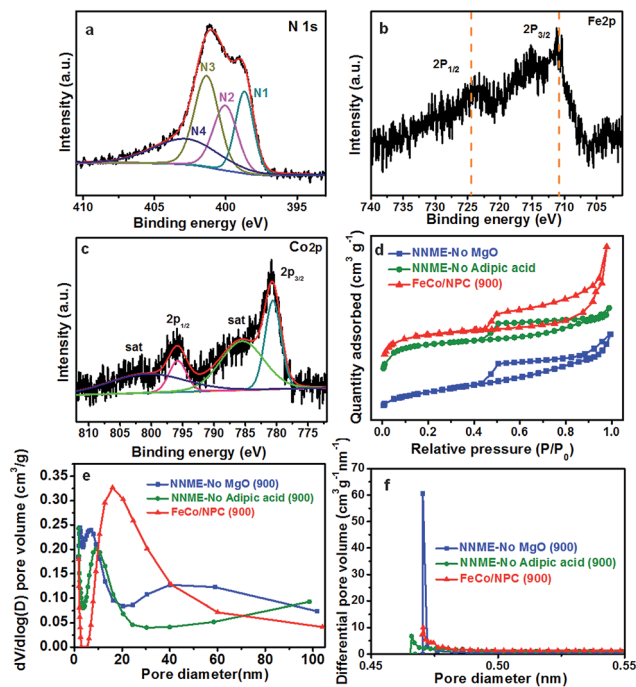 a
N 1s
N3
N2
N1
N4
Intensity (a.u.)
410
405
400
395
Binding energy (eV)
b
Fe2p
2P1/2
2P3/2
Intensity (a.u.)
740
735
730
725
720
715
710
705
Binding energy (eV)
c
Co2p
2p3/2
2p1/2
sat
sat
Intensity (a.u.)
810
805
800
795
790
785
780
775
Binding energy (eV)
d
NNME-No MgO
NNME-No Adipic acid
FeCo/NPC (900)
Quantity adsorbed (cm3 g-1)
0.0
0.2
0.4
0.6
0.8
1.0
Relative pressure (P/P0)
e
NNME-No MgO (900)
NNME-No Adipic acid (900)
FeCo/NPC (900)
dV/dlog(D) pore volume (cm3/g)
0.35
0.30
0.25
0.20
0.15
0.10
0.05
0.00
0
20
40
60
80
100
Pore diameter(nm)
f
NNME-No MgO (900)
NNME-No Adipic acid (900)
FeCo/NPC (900)
Differential pore volume (cm3 g-1nm-1)
70
60
50
40
30
20
10
0
0.45
0.50
0.55
Pore diameter (nm)